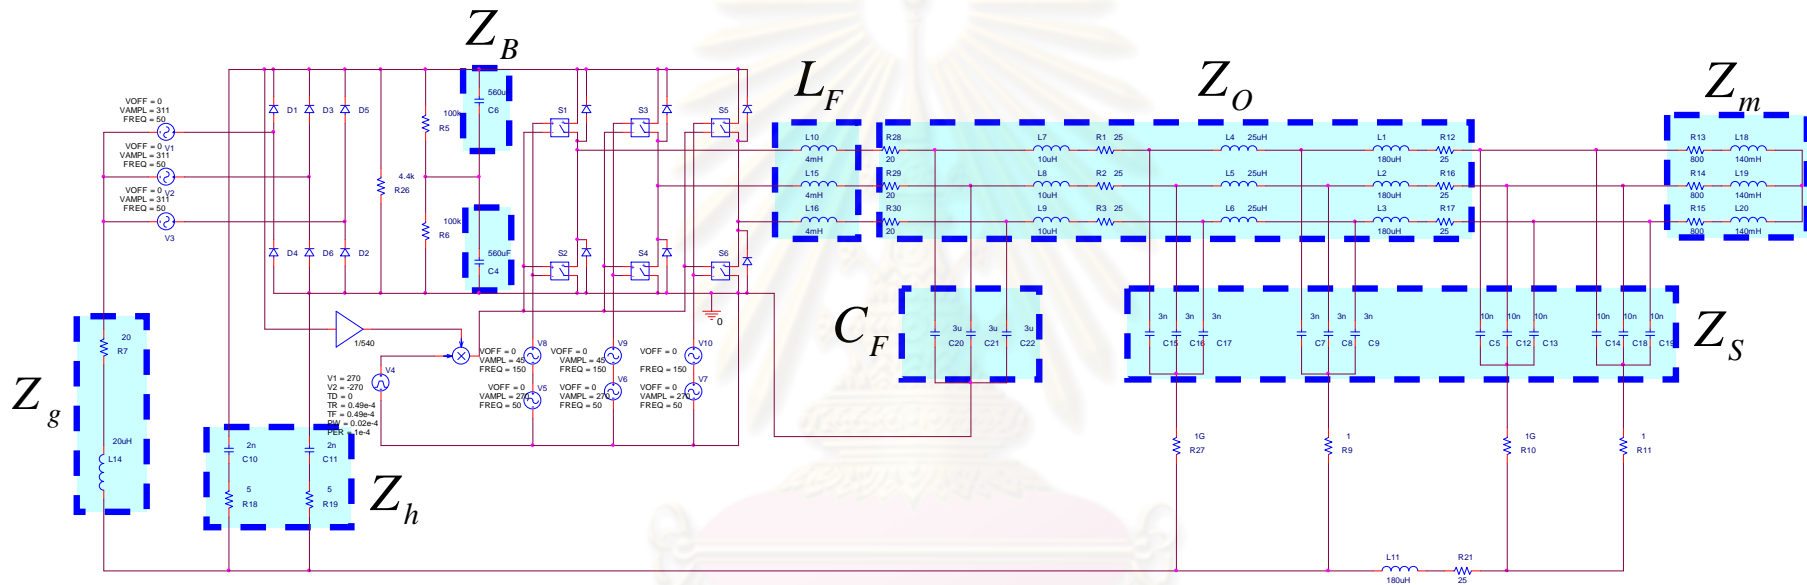 Z_B
L_F
Z_O
Z_m
VOFF = 0
VAMPL = 311
FREQ = 50
V1
VOFF = 0
VAMPL = 311
FREQ = 50
V2
VOFF = 0
VAMPL = 311
FREQ = 50
V3
D1
D3
D5
D4
D6
D2
4.4k
R26
100k
R5
100k
R6
560u
C6
560uF
C4
S1
S3
S5
S2
S4
S6
0
L10
4mH
L15
4mH
L16
4mH
R28
20
R29
20
R30
20
L7
10uH
L8
10uH
L9
10uH
R1 25
R2 25
R3 25
L4 25uH
L5 25uH
L6 25uH
L1
180uH
L2
180uH
L3
180uH
R12
25
R16
25
R17
25
R13
800
R14
800
R15
800
L18
140mH
L19
140mH
L20
140mH
C_F
3u 3u 3u
C20 C21 C22
3n 3n 3n
C15 C16 C17
3n 3n 3n
C7 C8 C9
10n 10n 10n
C5 C12 C13
10n 10n 10n
C14 C18 C19
Z_S
Z_g
20
R7
20uH
L14
1/540
V4
V1 = 270
V2 = -270
TD = 0
TR = 0.49e-4
TF = 0.49e-4
PW = 0.02e-4
PER = 1e-4
VOFF = 0
VAMPL = 45
FREQ = 150
V8
VOFF = 0
VAMPL = 45
FREQ = 150
V9
VOFF = 0
FREQ = 150
V10
VOFF = 0
VAMPL = 270
FREQ = 50
V5
VOFF = 0
VAMPL = 270
FREQ = 50
V6
VOFF = 0
VAMPL = 270
FREQ = 50
V7
2n
C10
5
R18
2n
C11
5
R19
Z_h
1G
R27
1
R9
1G
R10
1
R11
L11
180uH
R21
25